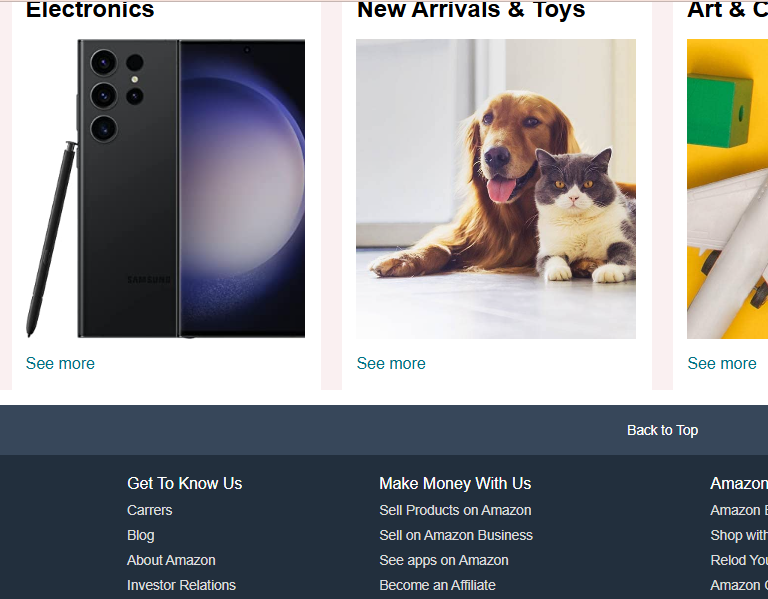 Electronics
New Arrivals & Toys
Art & C
SAMSUNG
See more
See more
See more
Back to Top
Get To Know Us
Carrers
Blog
About Amazon
Investor Relations
Make Money With Us
Sell Products on Amazon
Sell on Amazon Business
See apps on Amazon
Become an Affiliate
Amazon
Amazon B
Shop with
Relod You
Amazon C